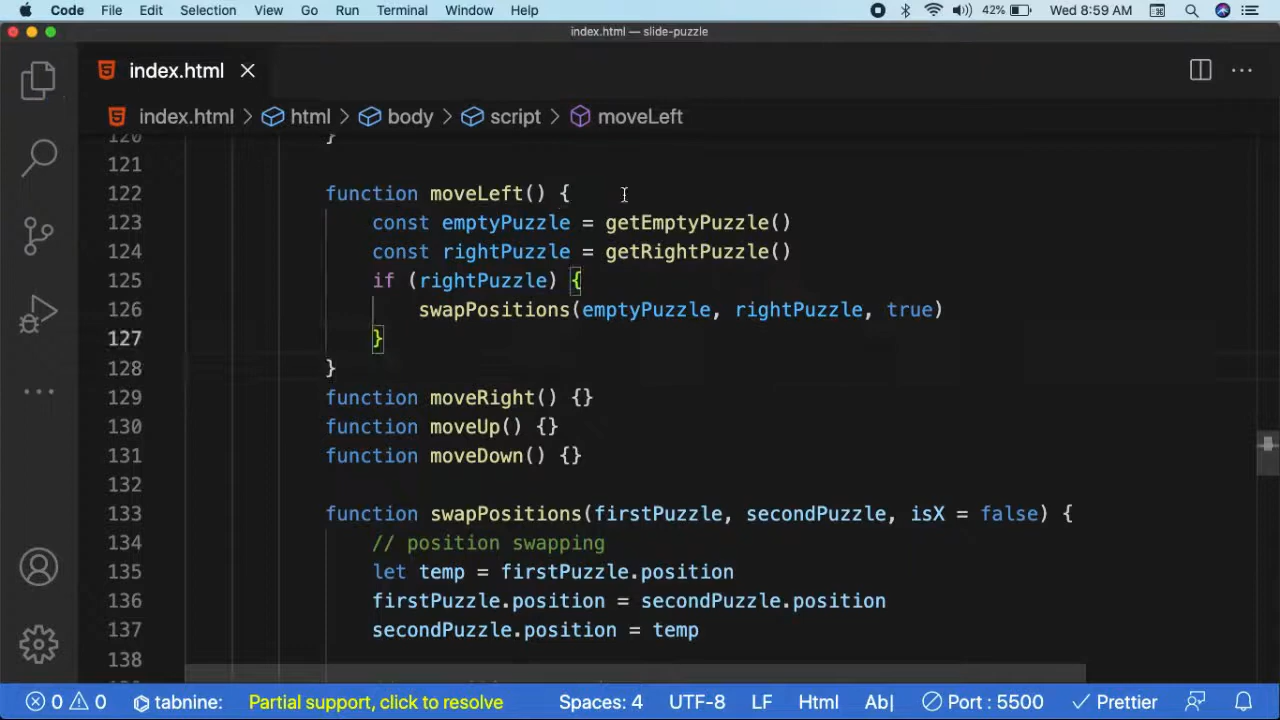 Code File Edit Selection View Go Run Terminal Window Help 42% Wed 8:59 AM
index.html — slide-puzzle
index.html
index.html > html > body > script > moveLeft
120 }
121
122 function moveLeft() {
123 const emptyPuzzle = getEmptyPuzzle()
124 const rightPuzzle = getRightPuzzle()
125 if (rightPuzzle) {
126 swapPositions(emptyPuzzle, rightPuzzle, true)
127 }
128 }
129 function moveRight() {}
130 function moveUp() {}
131 function moveDown() {}
132
133 function swapPositions(firstPuzzle, secondPuzzle, isX = false) {
134 // position swapping
135 let temp = firstPuzzle.position
136 firstPuzzle.position = secondPuzzle.position
137 secondPuzzle.position = temp
138
0 0 tabnine: Partial support, click to resolve Spaces: 4 UTF-8 LF Html Ab| Port : 5500 Prettier